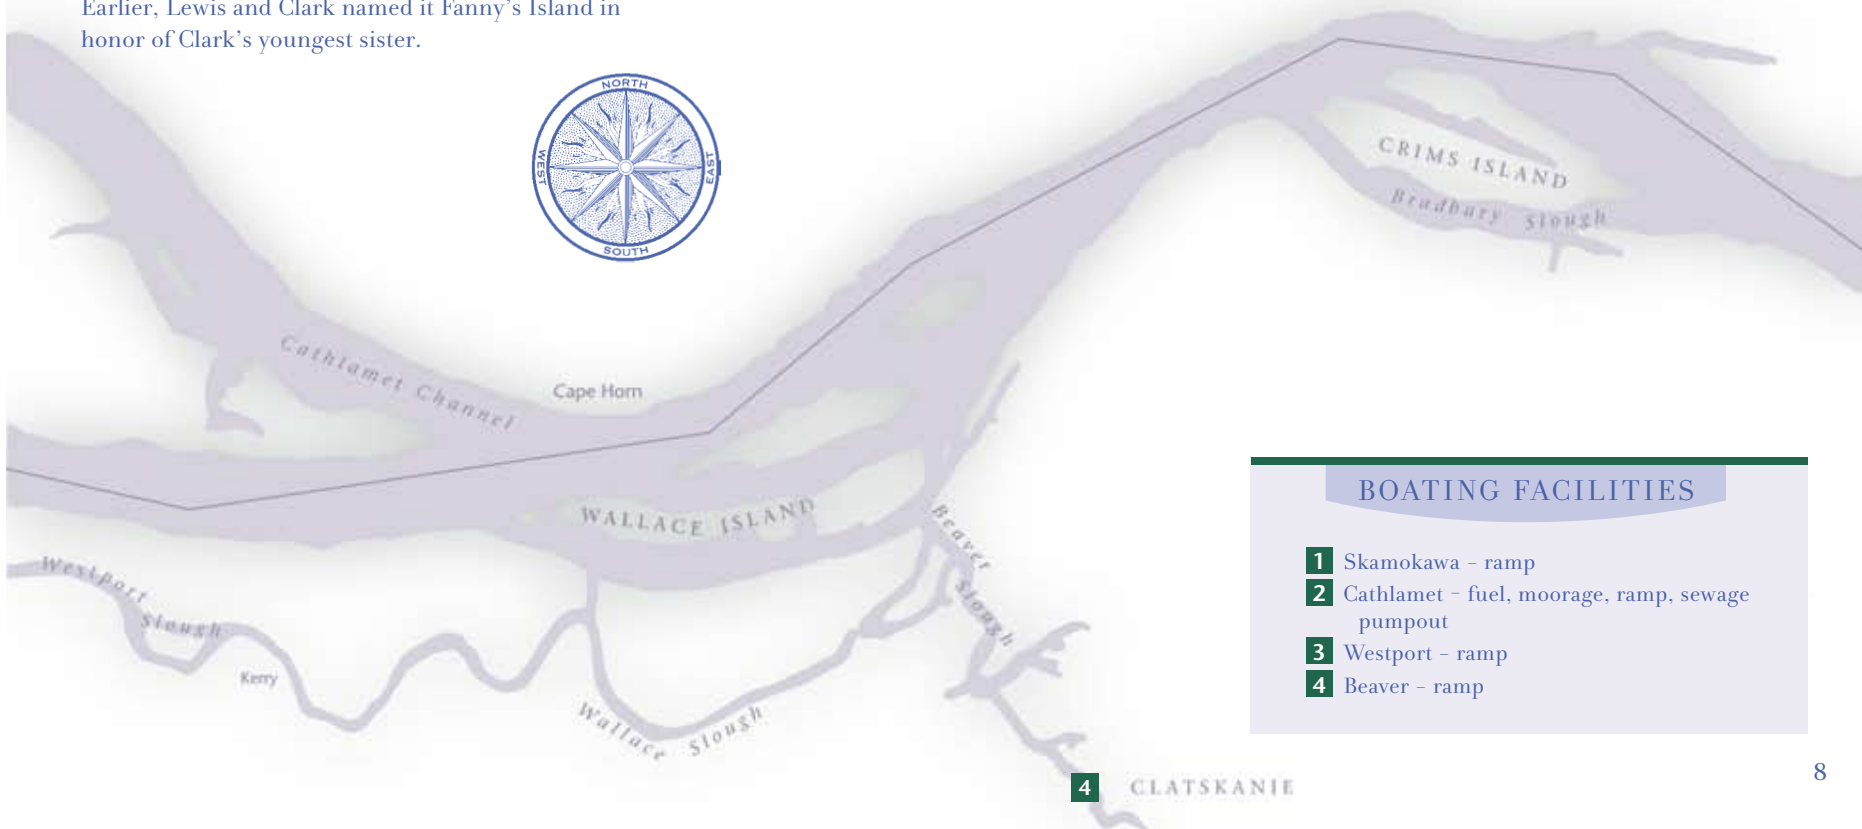 Earlier, Lewis and Clark named it Fanny’s Island in
honor of Clark’s youngest sister.
NORTH
WEST
EAST
SOUTH
CRIMS ISLAND
Bradbury Slough
Cathlamet Channel
Cape Horn
WALLACE ISLAND
Beaver Slough
Westport Slough
Kerry
Wallace Slough
BOATING FACILITIES
1 Skamokawa – ramp
2 Cathlamet – fuel, moorage, ramp, sewage
pumpout
3 Westport – ramp
4 Beaver – ramp
4 CLATSKANIE
8